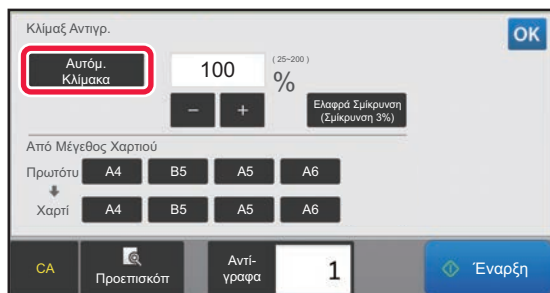 Κλίμαξ Αντιγρ.
OK
Αυτόμ.
Κλίμακα
100
(25~200)
%
− +
Ελαφρά Σμίκρυνση
(Σμίκρυνση 3%)
Από Μέγεθος Χαρτιού
Πρωτότυ A4 B5 A5 A6
Χαρτί A4 B5 A5 A6
CA
Προεπισκόπ
Αντί-
γραφα
1
Έναρξη